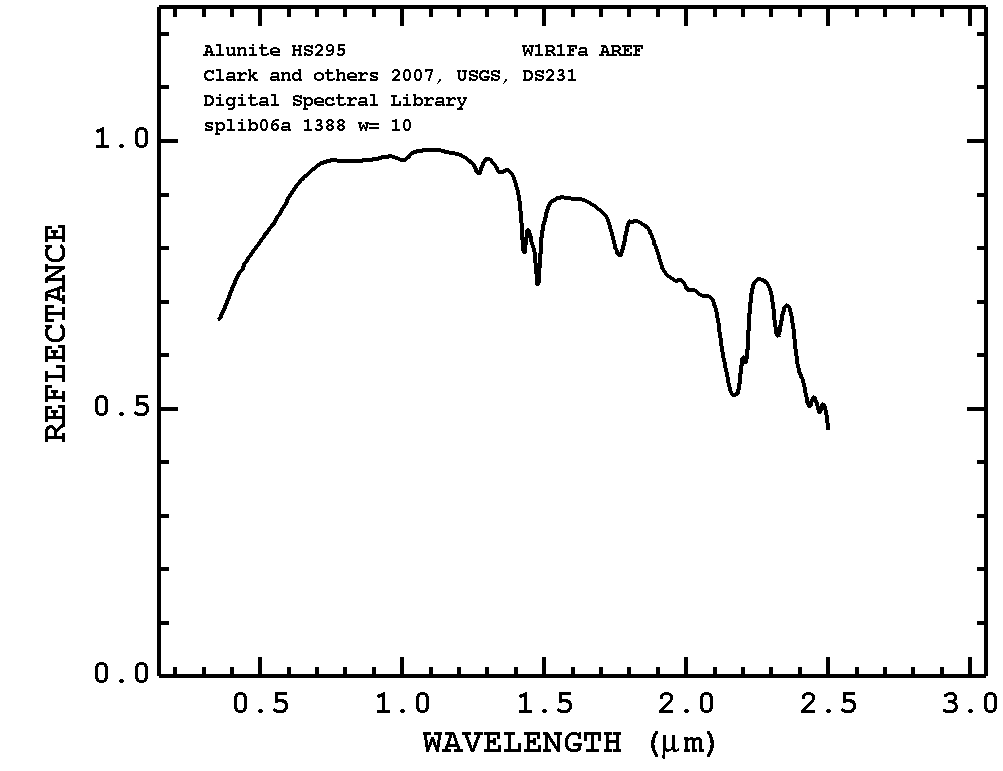 Alunite HS295 W1R1Fa AREF
Clark and others 2007, USGS, DS231
Digital Spectral Library
splib06a 1388 w= 10
1.0
0.5
0.0
REFLECTANCE
0.5 1.0 1.5 2.0 2.5 3.0
WAVELENGTH (μm)